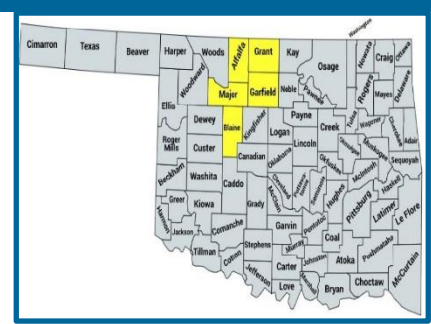 Cimarron
Texas
Beaver
Harper
Woods
Alfalfa
Grant
Kay
Washington
Osage
Nowata
Craig
Ottawa
Woodward
Major
Garfield
Noble
Pawnee
Rogers
Mayes
Delaware
Ellis
Dewey
Blaine
Kingfisher
Logan
Payne
Creek
Tulsa
Wagoner
Cherokee
Adair
Roger
Mills
Custer
Canadian
Oklahoma
Lincoln
Okfuskee
Okmulgee
Muskogee
Sequoyah
McIntosh
Haskell
Beckham
Washita
Caddo
Grady
McClain
Cleveland
Seminole
Hughes
Pittsburg
Latimer
Le Flore
Greer
Kiowa
Harmon
Jackson
Comanche
Tillman
Cotton
Stephens
Garvin
Murray
Pontotoc
Coal
Johnston
Atoka
Pushmataha
McCurtain
Jefferson
Carter
Love
Marshall
Bryan
Choctaw